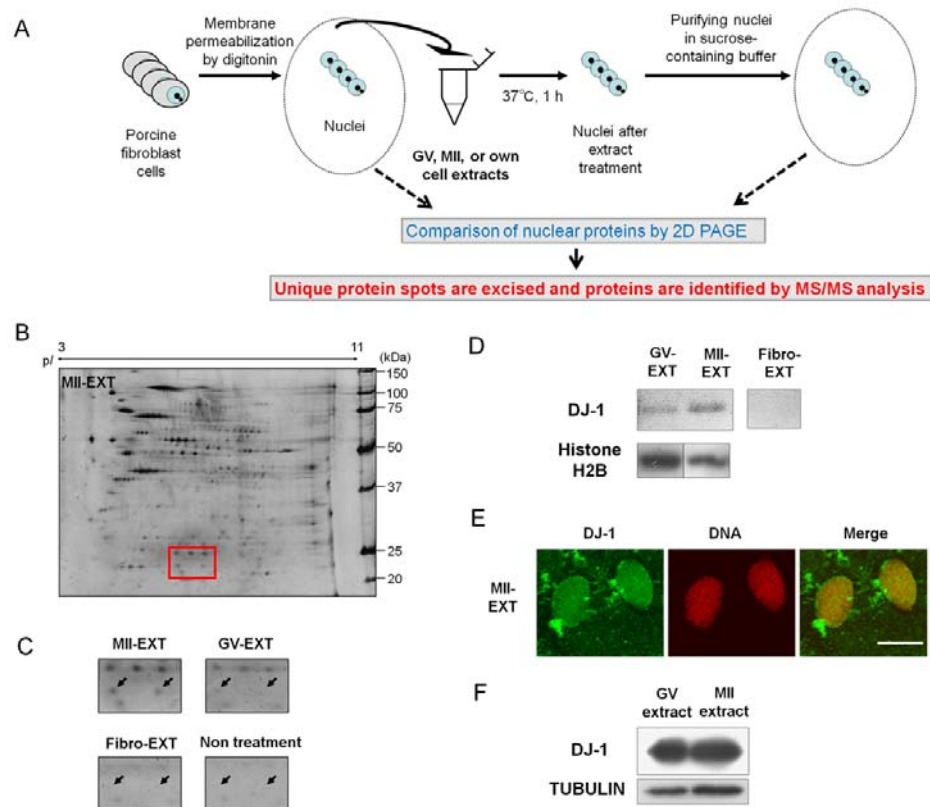 A
Membrane
permeabilization
by digitonin
Purifying nuclei
in sucrose-
containing buffer
Nuclei
37°C, 1 h
Porcine
fibroblast
cells
GV, MII, or own
cell extracts
Nuclei after
extract
treatment
Comparison of nuclear proteins by 2D PAGE
Unique protein spots are excised and proteins are identified by MS/MS analysis
B
3
11
pI
(kDa)
MII-EXT
150
100
75
50
37
25
20
C
MII-EXT
GV-EXT
Fibro-EXT
Non treatment
D
GV-
EXT
MII-
EXT
Fibro-
EXT
DJ-1
Histone
H2B
E
DJ-1
DNA
Merge
MII-
EXT
F
GV
extract
MII
extract
DJ-1
TUBULIN